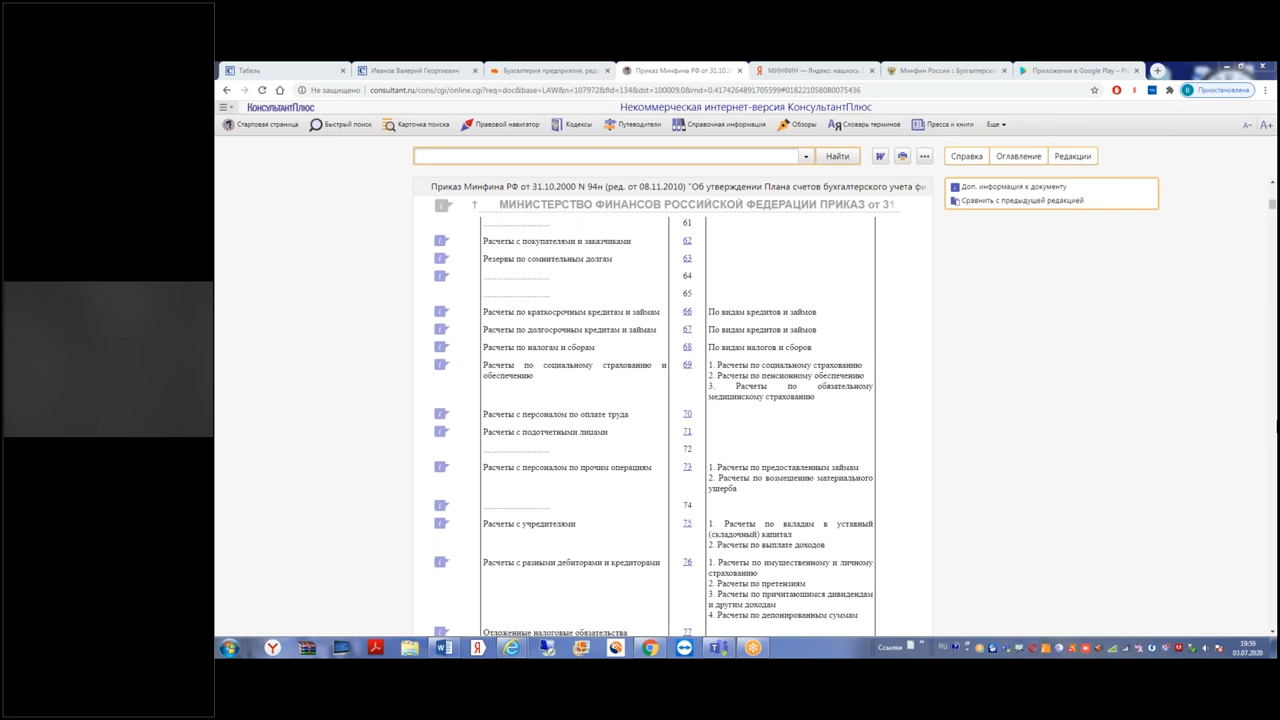 Табель
Иванов Валерий Георгиевич
Бухгалтерия предприятия, реда
Приказ Минфина РФ от 31.10.2
МИНФИН — Яндекс: нашлось
Минфин России :: Бухгалтерс
Приложения в Google Play – Pl
Не защищено
consultant.ru/cons/cgi/online.cgi?req=doc&base=LAW&n=107972&fld=134&dst=100009,0&rnd=0.4174264891705599#018221058080075436
Приостановлена
КонсультантПлюс
Некоммерческая интернет-версия КонсультантПлюс
Стартовая страница
Быстрый поиск
Карточка поиска
Правовой навигатор
Кодексы
Путеводители
Справочная информация
Обзоры
Словарь терминов
Пресса и книги
Еще
А-
А+
Найти
W
Справка
Оглавление
Редакции
Приказ Минфина РФ от 31.10.2000 N 94н (ред. от 08.11.2010) "Об утверждении Плана счетов бухгалтерского учета фи
Доп. информация к документу
Сравнить с предыдущей редакцией
МИНИСТЕРСТВО ФИНАНСОВ РОССИЙСКОЙ ФЕДЕРАЦИИ ПРИКАЗ от 31
........................ 61
Расчеты с покупателями и заказчиками 62
Резервы по сомнительным долгам 63
........................ 64
........................ 65
Расчеты по краткосрочным кредитам и займам 66 По видам кредитов и займов
Расчеты по долгосрочным кредитам и займам 67 По видам кредитов и займов
Расчеты по налогам и сборам 68 По видам налогов и сборов
Расчеты по социальному страхованию и 69 1. Расчеты по социальному страхованию
обеспечению 2. Расчеты по пенсионному обеспечению
3. Расчеты по обязательному
медицинскому страхованию
Расчеты с персоналом по оплате труда 70
Расчеты с подотчетными лицами 71
........................ 72
Расчеты с персоналом по прочим операциям 73 1. Расчеты по предоставленным займам
2. Расчеты по возмещению материального
ущерба
........................ 74
Расчеты с учредителями 75 1. Расчеты по вкладам в уставный
(складочный) капитал
2. Расчеты по выплате доходов
Расчеты с разными дебиторами и кредиторами 76 1. Расчеты по имущественному и личному
страхованию
2. Расчеты по претензиям
3. Расчеты по причитающимся дивидендам
и другим доходам
4. Расчеты по депонированным суммам
Отложенные налоговые обязательства 77
Ссылки
RU
19:59
03.07.2020